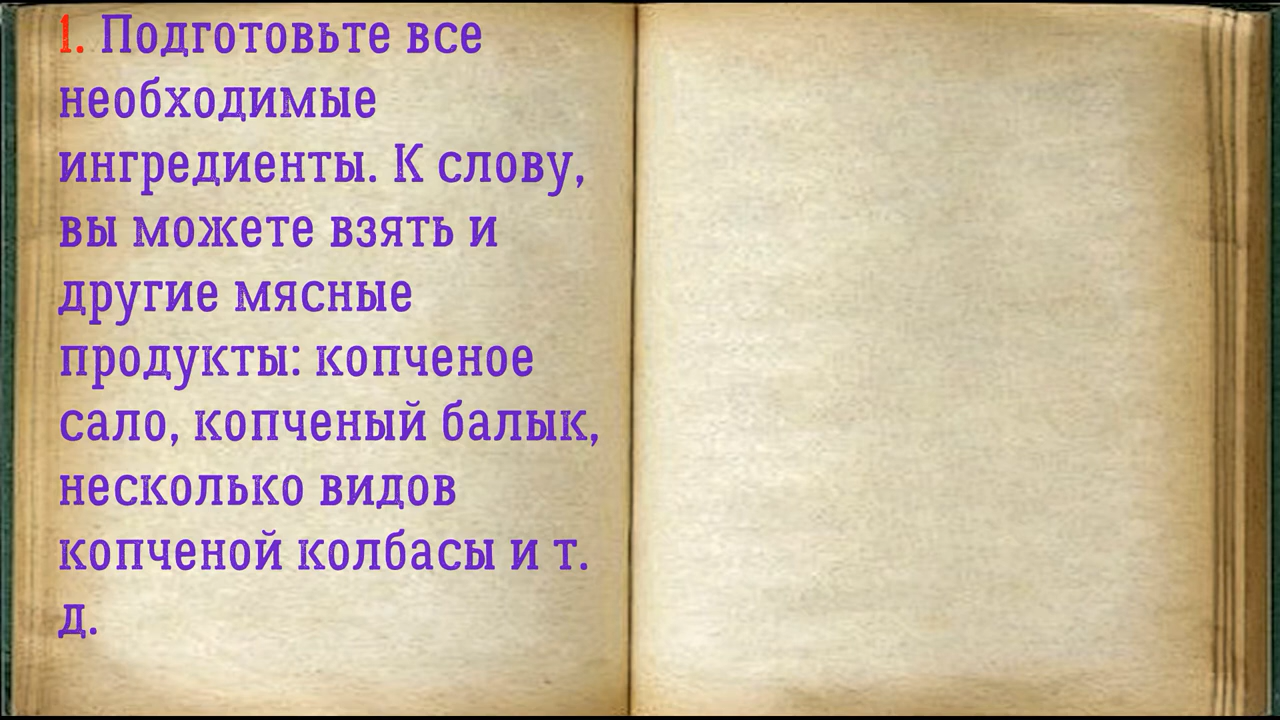 1. Подготовьте все
необходимые
ингредиенты. К слову,
вы можете взять и
другие мясные
продукты: копченое
сало, копченый балык,
несколько видов
копченой колбасы и т.
д.